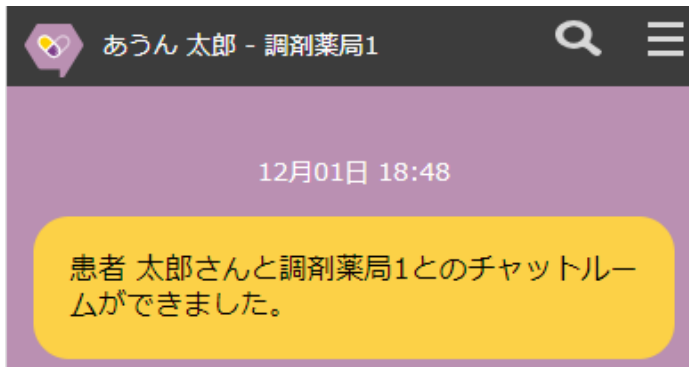 あうん 太郎 - 調剤薬局1
12月01日 18:48
患者 太郎さんと調剤薬局1とのチャットルー
ムができました。